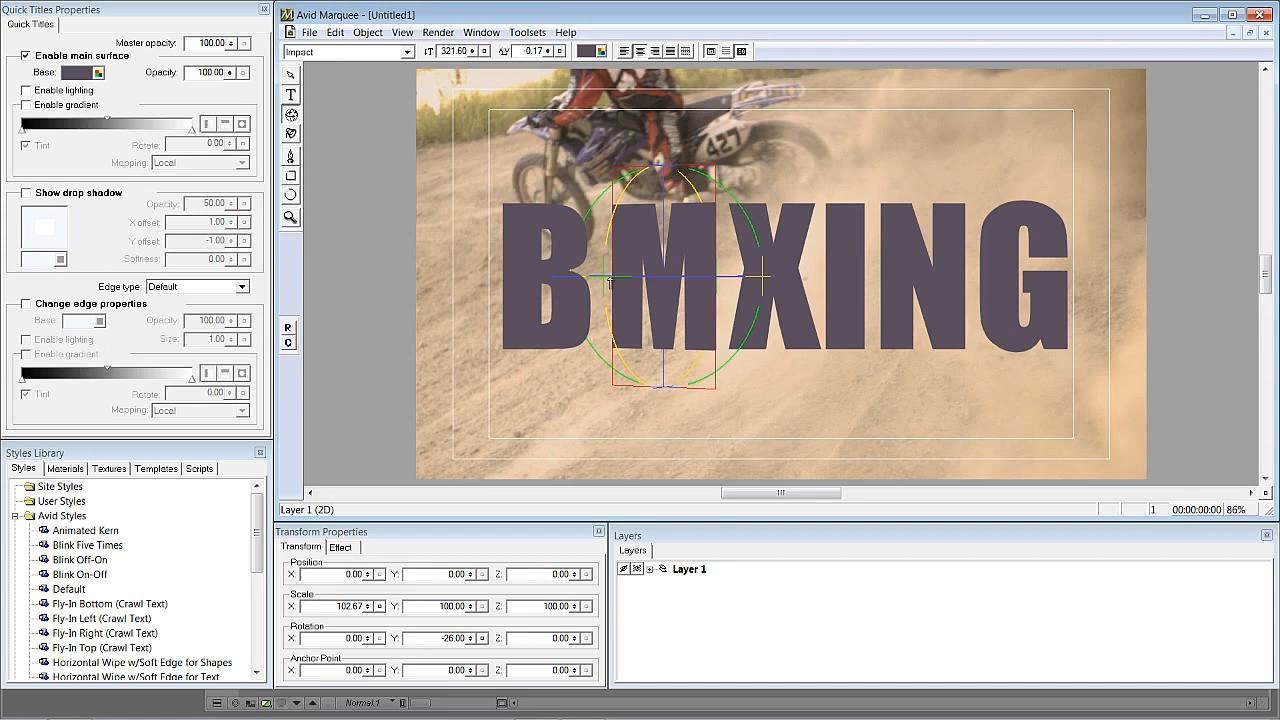 Quick Titles Properties
Quick Titles
Master opacity: 100.00
Enable main surface
Base: Opacity: 100.00
Enable lighting
Enable gradient
Tint Rotate: 0.00
Mapping: Local
Show drop shadow
Opacity: 50.00
X offset: 1.00
Y offset: -1.00
Softness: 0.00
Edge type: Default
Change edge properties
Base: Opacity: 100.00
Enable lighting Size: 1.00
Enable gradient
Tint Rotate: 0.00
Mapping: Local
Styles Library
Styles Materials Textures Templates Scripts
Site Styles
User Styles
Avid Styles
Animated Kern
Blink Five Times
Blink Off-On
Blink On-Off
Default
Fly-In Bottom (Crawl Text)
Fly-In Left (Crawl Text)
Fly-In Right (Crawl Text)
Fly-In Top (Crawl Text)
Horizontal Wipe w/Soft Edge for Shapes
Horizontal Wipe w/Soft Edge for Text
Avid Marquee - [Untitled1]
File Edit Object View Render Window Toolsets Help
Impact 321.60 -0.17
T
R
C
427
BMXING
Layer 1 (2D) 1 00:00:00:00 86%
Transform Properties
Transform Effect
Position
X: 0.00 Y: 0.00 Z: 0.00
Scale
X: 102.67 Y: 100.00 Z: 100.00
Rotation
X: 0.00 Y: -26.00 Z: 0.00
Anchor Point
X: 0.00 Y: 0.00 Z: 0.00
Layers
Layers
Layer 1
Normal.1